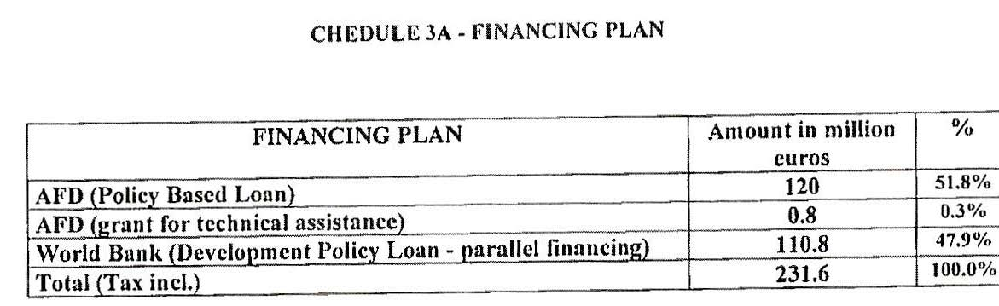 CHEDULE 3A - FINANCING PLAN
FINANCING PLAN Amount in million euros %
AFD (Policy Based Loan) 120 51.8%
AFD (grant for technical assistance) 0.8 0.3%
World Bank (Development Policy Loan - parallel financing) 110.8 47.9%
Total (Tax incl.) 231.6 100.0%